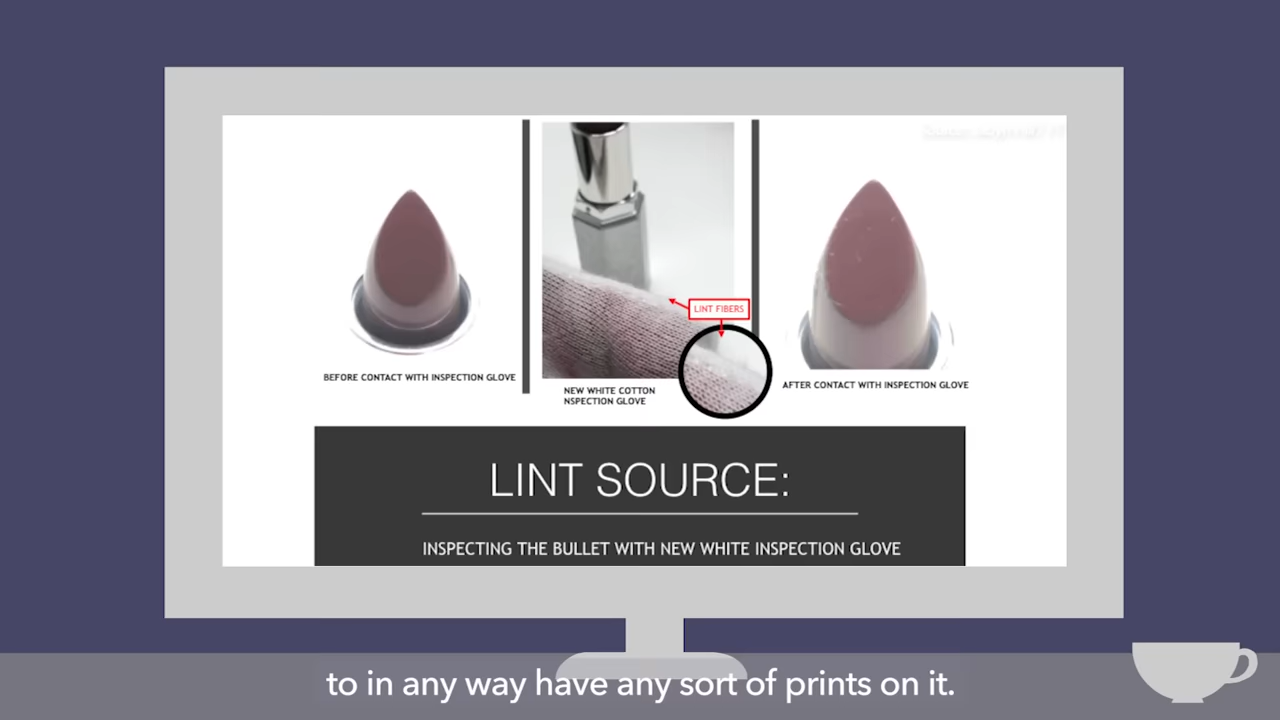 LINT FIBERS
BEFORE CONTACT WITH INSPECTION GLOVE
NEW WHITE COTTON
NSPECTION GLOVE
AFTER CONTACT WITH INSPECTION GLOVE
LINT SOURCE:
INSPECTING THE BULLET WITH NEW WHITE INSPECTION GLOVE
to in any way have any sort of prints on it.